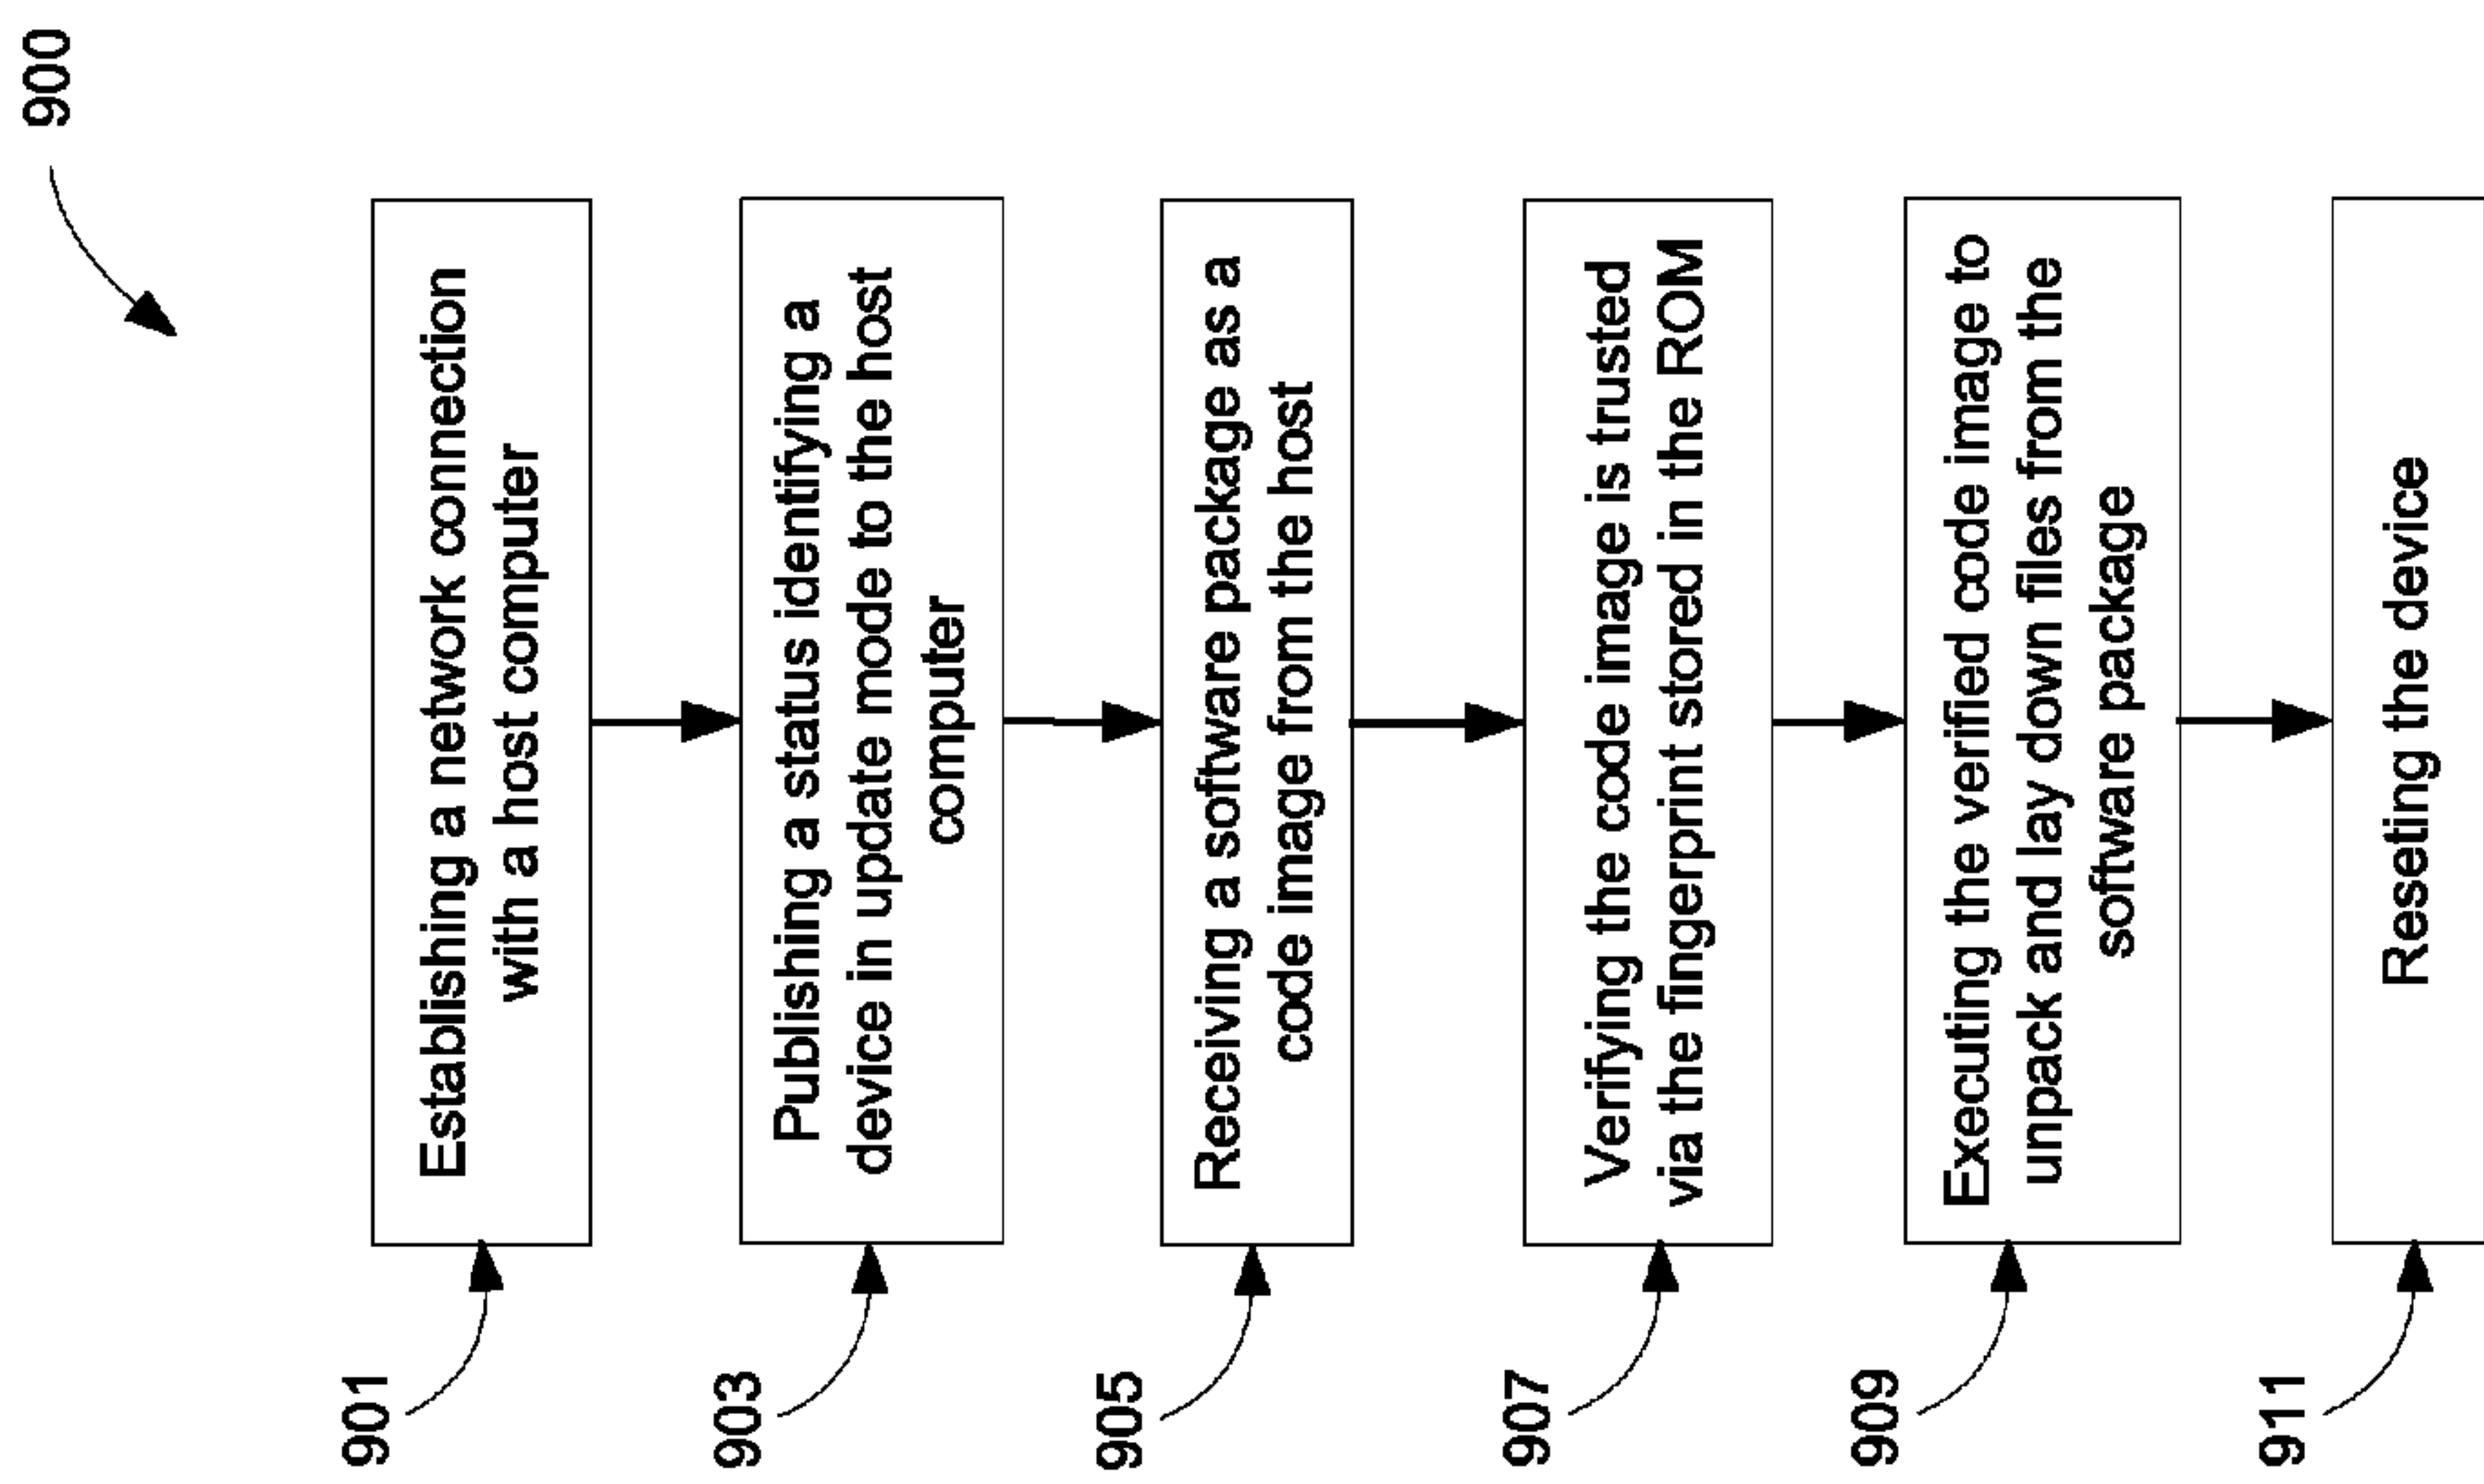 900
901
Establishing a network connection
with a host computer
903
Publishing a status identifying a
device in update mode to the host
computer
905
Receiving a software package as a
code image from the host
907
Verifying the code image is trusted
via the fingerprint stored in the ROM
909
Executing the verified code image to
unpack and lay down files from the
software package
911
Reseting the device